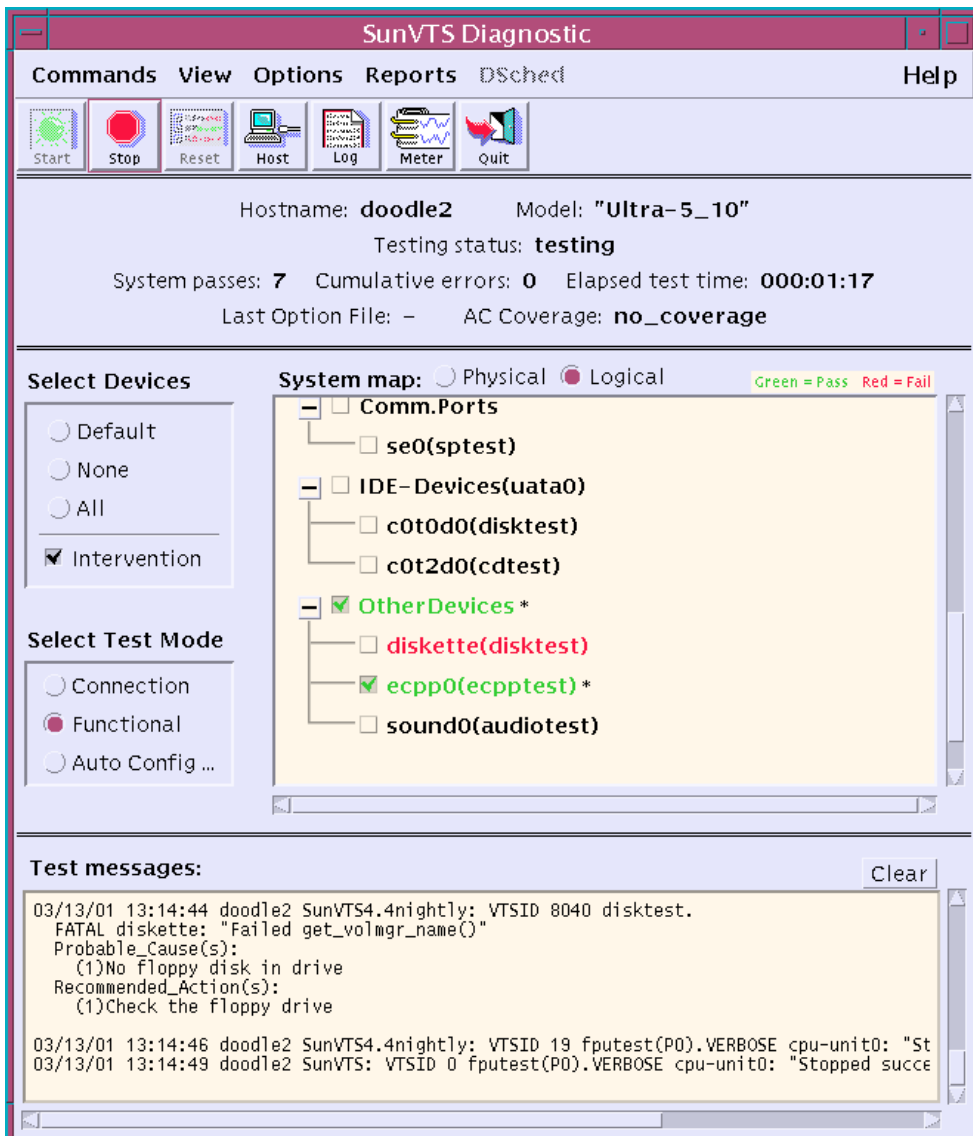 SunVTS Diagnostic
Commands View Options Reports DSched Help
Start Stop Reset Host Log Meter Quit
Hostname: doodle2 Model: "Ultra-5_10"
Testing status: testing
System passes: 7 Cumulative errors: 0 Elapsed test time: 000:01:17
Last Option File: - AC Coverage: no_coverage
Select Devices
Default
None
All
Intervention
Select Test Mode
Connection
Functional
Auto Config ...
System map: Physical Logical Green = Pass Red = Fail
Comm.Ports
se0(sptest)
IDE-Devices(uata0)
c0t0d0(disktest)
c0t2d0(cdtest)
OtherDevices *
diskette(disktest)
ecpp0(ecpptest) *
sound0(audiotest)
Test messages:
Clear
03/13/01 13:14:44 doodle2 SunVTS4.4nightly: VTSID 8040 disktest.
FATAL diskette: "Failed get_volmgr_name()"
Probable_Cause(s):
(1)No floppy disk in drive
Recommended_Action(s):
(1)Check the floppy drive
03/13/01 13:14:46 doodle2 SunVTS4.4nightly: VTSID 19 fputest(P0).VERBOSE cpu-unit0: "St
03/13/01 13:14:49 doodle2 SunVTS: VTSID 0 fputest(P0).VERBOSE cpu-unit0: "Stopped succe